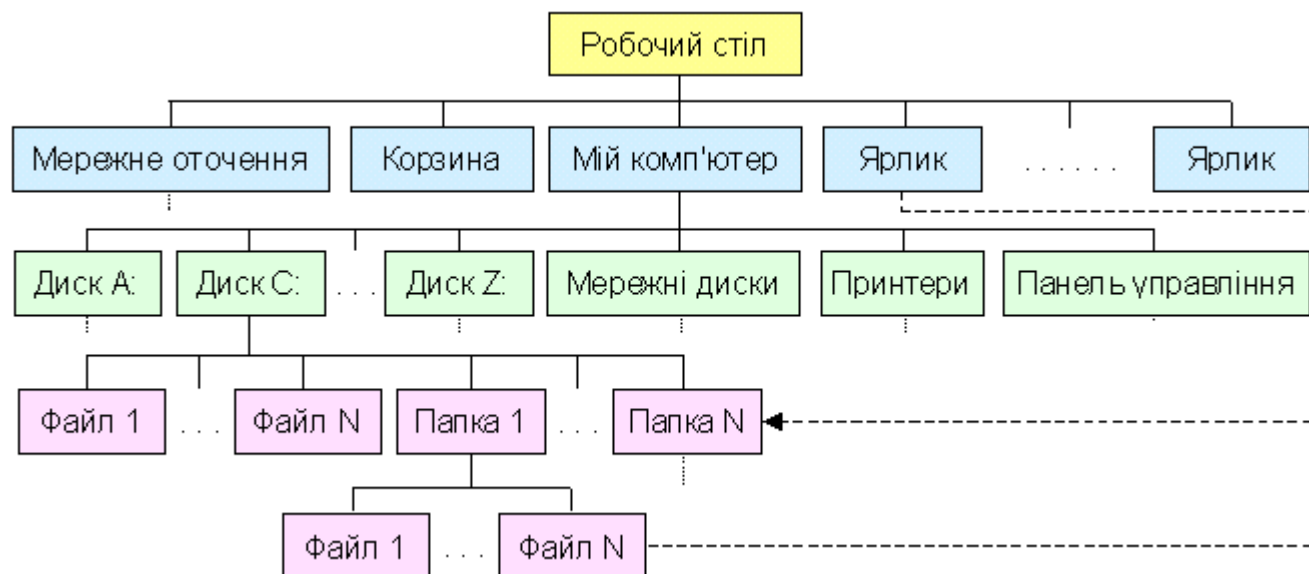 Робочий стіл
Мережне оточення Корзина Мій комп'ютер Ярлик . . . . . . Ярлик
Диск A: Диск C: . . . Диск Z: Мережні диски Принтери Панель управління
Файл 1 . . . Файл N Папка 1 . . . Папка N
Файл 1 . . . Файл N